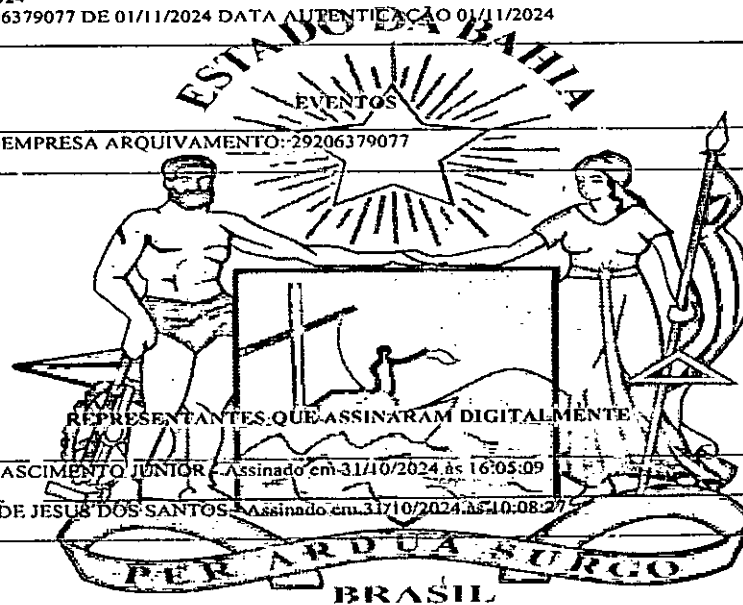 6379077 DE 01/11/2024 DATA AUTENTICAÇÃO 01/11/2024
ESTADO DA BAHIA
EVENTOS
EMPRESA ARQUIVAMENTO: 29206379077
REPRESENTANTES QUE ASSINARAM DIGITALMENTE
ASCIMENTO JUNIOR - Assinado em 31/10/2024 às 16:05:09
DE JESUS DOS SANTOS - Assinado em 31/10/2024 às 10:08:27
PER ARDUA SURGO
BRASIL